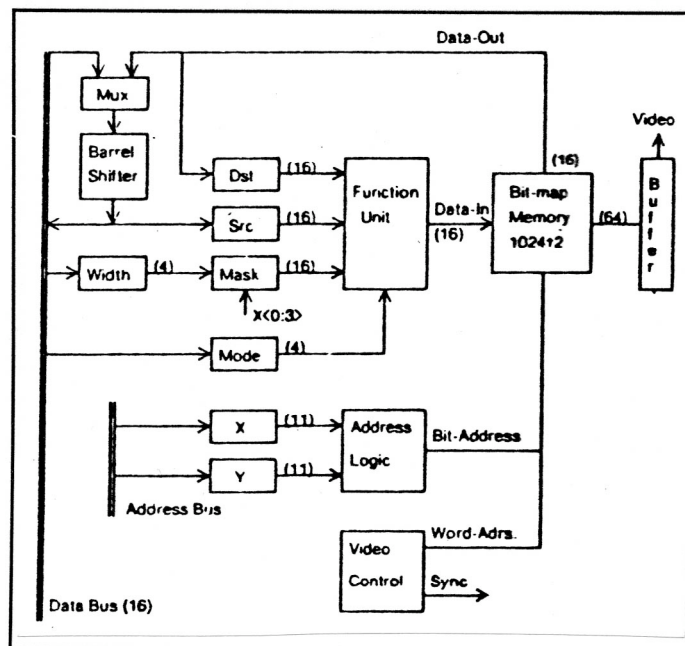 Data-Out
Mux
Video
Barrel
Shifter
(16)
Dst
(16)
Function
Unit
Data-In
(16)
Bit-map
Memory
102412
(64)
Buffer
Src
(16)
Width
(4)
Mask
(16)
X<0:3>
Mode
(4)
X
(11)
Address
Logic
Bit-Address
Y
(11)
Address Bus
Word-Adrs.
Video
Control
Sync
Data Bus (16)